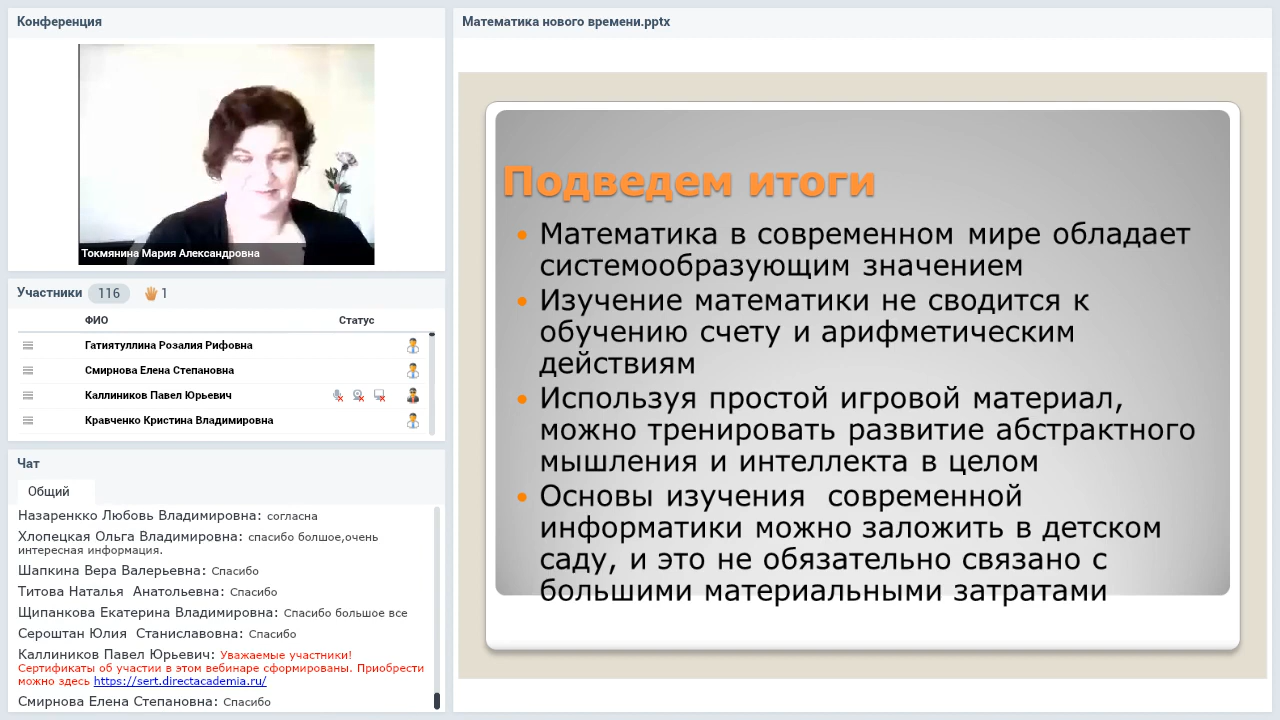 Конференция
Токмянина Мария Александровна
Участники 116 1
ФИО Статус
Гатиятуллина Розалия Рифовна
Смирнова Елена Степановна
Каллиников Павел Юрьевич
Кравченко Кристина Владимировна
Чат
Общий
Назаренкко Любовь Владимировна: согласна
Хлопецкая Ольга Владимировна: спасибо болшое,очень
интересная информация.
Шапкина Вера Валерьевна: Спасибо
Титова Наталья Анатольевна: Спасибо
Щипанкова Екатерина Владимировна: Спасибо большое все
Сероштан Юлия Станиславовна: Спасибо
Каллиников Павел Юрьевич: Уважаемые участники!
Сертификаты об участии в этом вебинаре сформированы. Приобрести
можно здесь https://sert.directacademia.ru/
Смирнова Елена Степановна: Спасибо
Математика нового времени.pptx
Подведем итоги
• Математика в современном мире обладает
системообразующим значением
• Изучение математики не сводится к
обучению счету и арифметическим
действиям
• Используя простой игровой материал,
можно тренировать развитие абстрактного
мышления и интеллекта в целом
• Основы изучения современной
информатики можно заложить в детском
саду, и это не обязательно связано с
большими материальными затратами